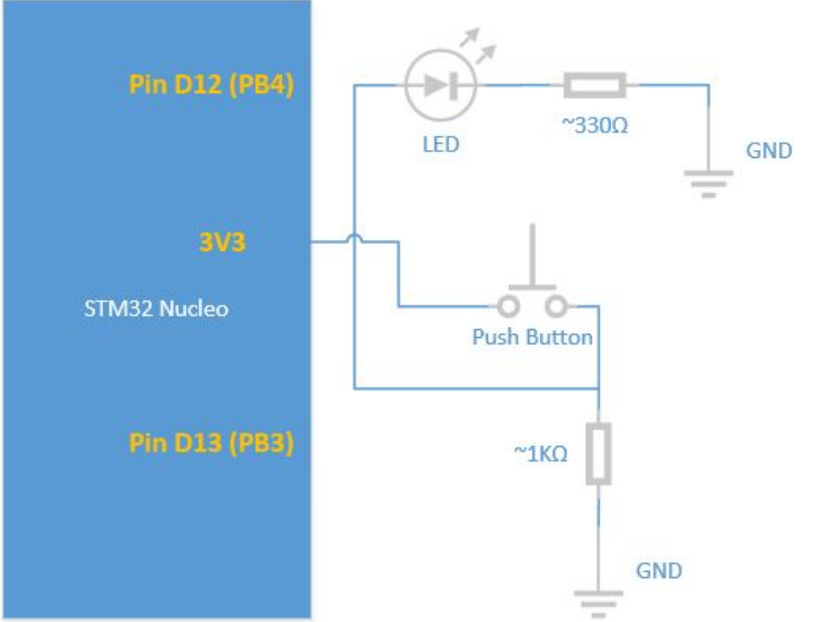 Pin D12 (PB4)
LED
~330Ω
GND
3V3
STM32 Nucleo
Push Button
Pin D13 (PB3)
~1KΩ
GND